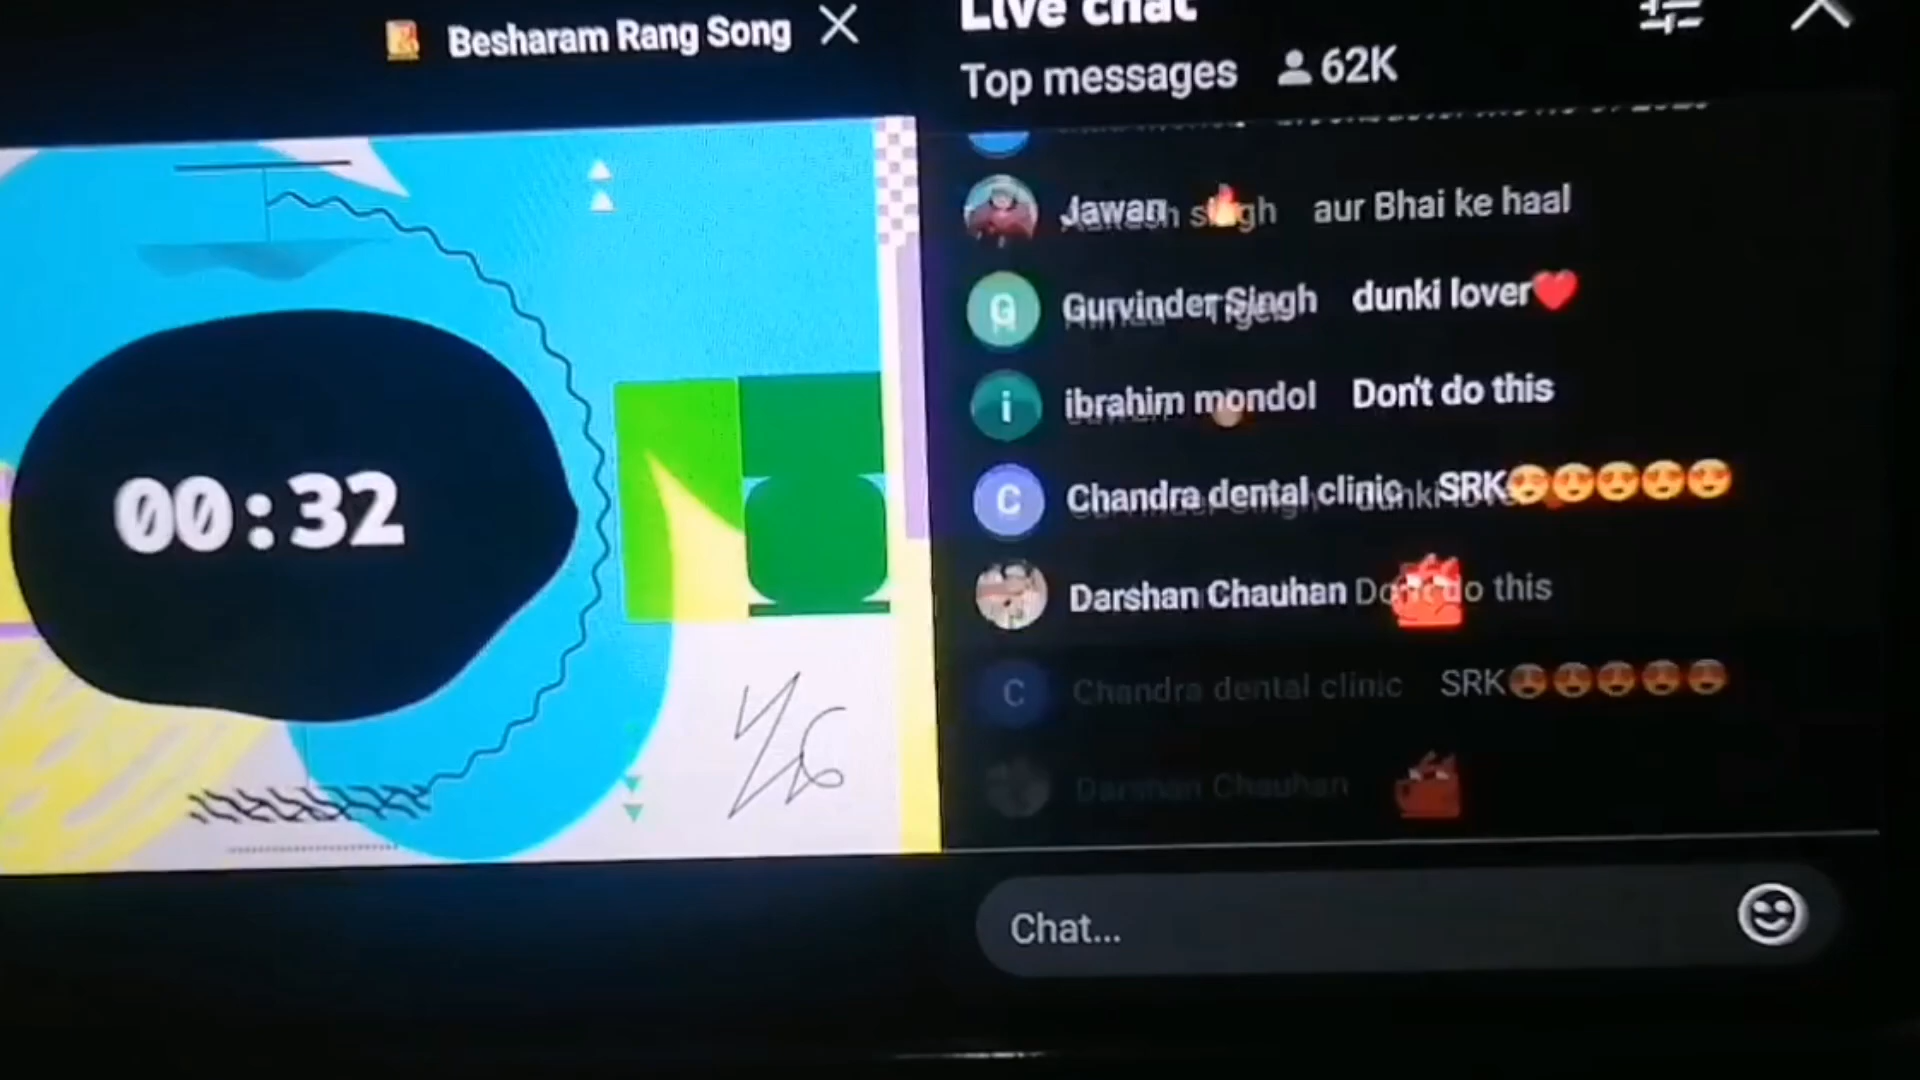 Besharam Rang Song
Live chat
Top messages 62K
Jawan aur Bhai ke haal
Gurvinder Singh dunki lover
ibrahim mondol Don't do this
Chandra dental clinic SRK
Darshan Chauhan Don't do this
Chandra dental clinic SRK
Darshan Chauhan
00:32
Chat...